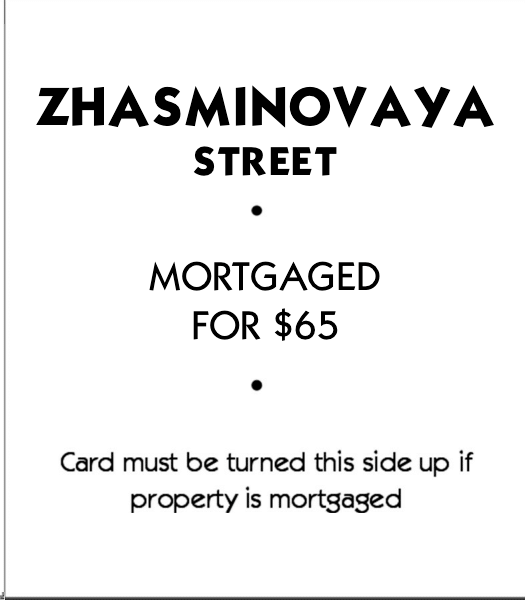 ZHASMINOVAYA
STREET
•
MORTGAGED
FOR $65
•
Card must be turned this side up if
property is mortgaged